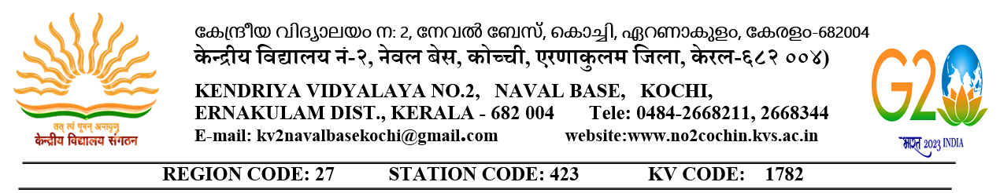 കേന്ദ്രീയ വിദ്യാലയം ന: 2, നേവൽ ബേസ്, കൊച്ചി, ഏറണാകുളം, കേരളം-682004
केन्द्रीय विद्यालय नं-२, नेवल बेस, कोच्ची, एरणाकुलम जिला, केरल-६८२ ००४)
KENDRIYA VIDYALAYA NO.2, NAVAL BASE, KOCHI,
ERNAKULAM DIST., KERALA - 682 004 Tele: 0484-2668211, 2668344
E-mail: kv2navalbasekochi@gmail.com website:www.no2cochin.kvs.ac.in
तत् त्वं पूषन् अपावृणु
केन्द्रीय विद्यालय संगठन
G20
भारत 2023 INDIA
REGION CODE: 27 STATION CODE: 423 KV CODE: 1782